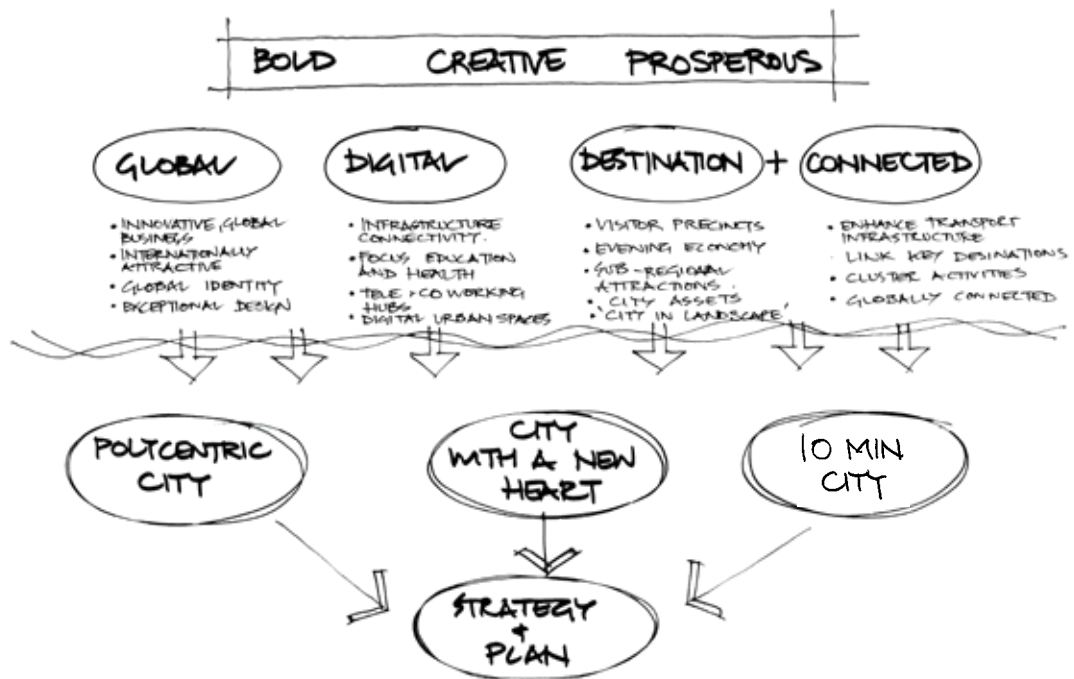 BOLD CREATIVE PROSPEROUS
GLOBAL
DIGITAL
DESTINATION + CONNECTED
• INNOVATIVE, GLOBAL
BUSINESS
• INTERNATIONALLY
ATTRACTIVE
• GLOBAL IDENTITY
• EXCEPTIONAL DESIGN
• INFRASTRUCTURE
CONNECTIVITY.
• FOCUS EDUCATION
AND HEALTH
• TELE + CO WORKING
HUBS
• DIGITAL URBAN SPACES
• VISITOR PRECINCTS
• EVENING ECONOMY
• SUB-REGIONAL
ATTRACTIONS.
• CITY ASSETS
• 'CITY IN LANDSCAPE'
• ENHANCE TRANSPORT
INFRASTRUCTURE
• LINK KEY DESINATIONS
• CLUSTER ACTIVITIES
• GLOBALLY CONNECTED
POLYCENTRIC
CITY
CITY
WITH A NEW
HEART
10 MIN
CITY
STRATEGY
+
PLAN